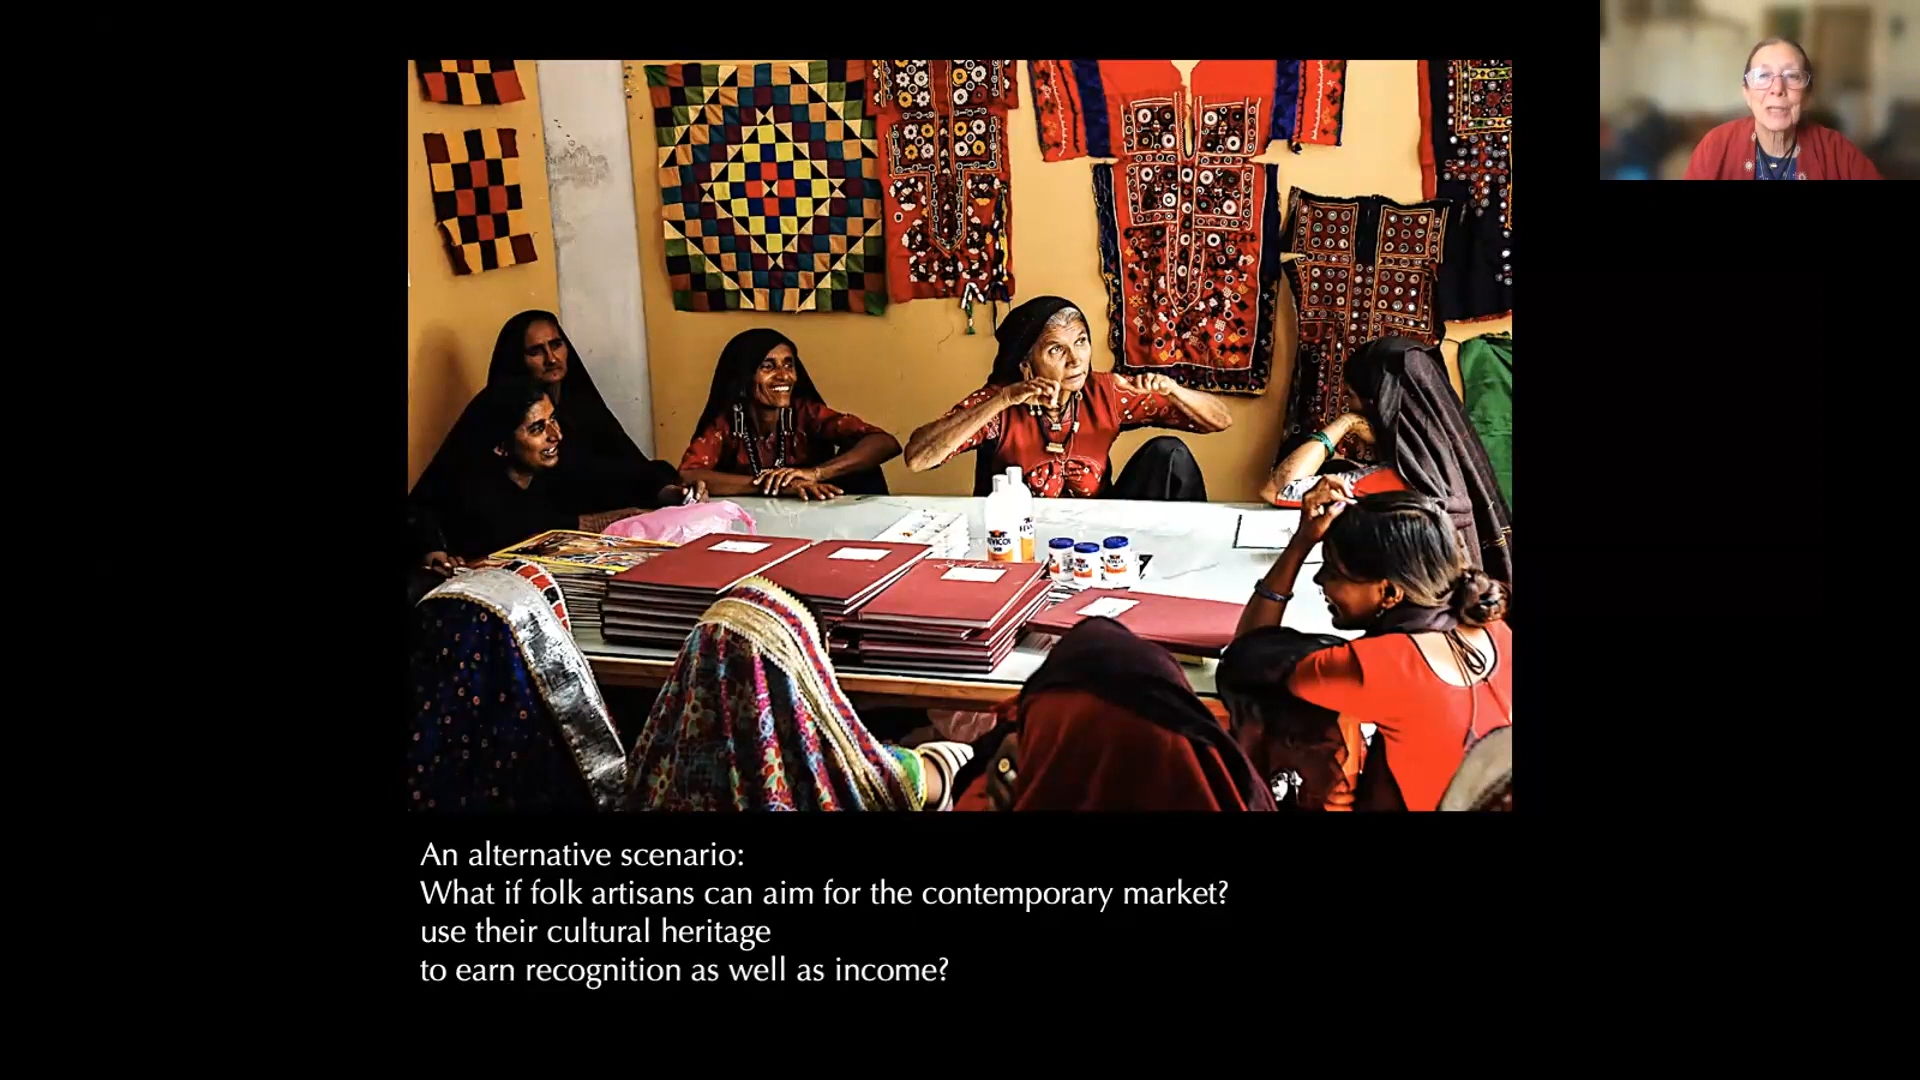 FEVICOL
An alternative scenario:
What if folk artisans can aim for the contemporary market?
use their cultural heritage
to earn recognition as well as income?